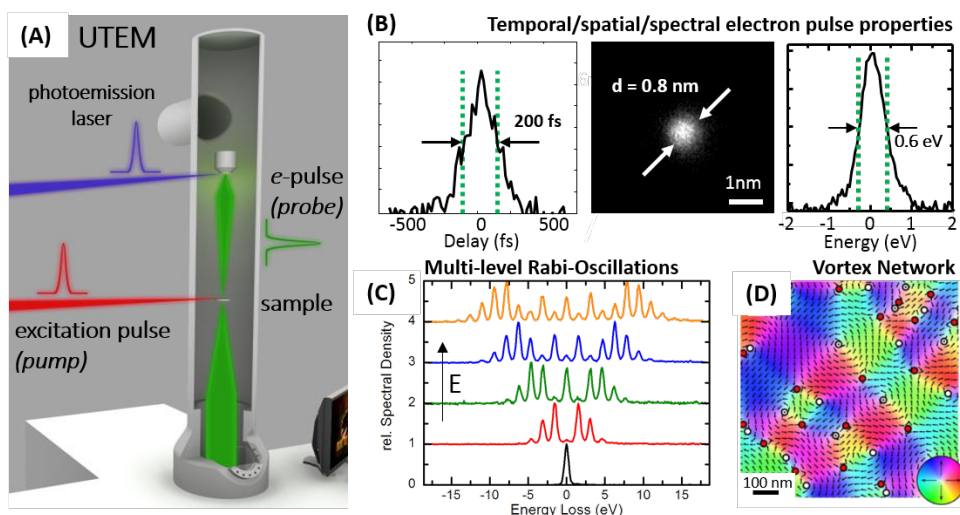 (A) UTEM
photoemission
laser
e-pulse
(probe)
sample
excitation pulse
(pump)
(B) Temporal/spatial/spectral electron pulse properties
200 fs
-500 0 500
Delay (fs)
d = 0.8 nm
1nm
0.6 eV
-2 -1 0 1 2
Energy (eV)
Multi-level Rabi-Oscillations
(C)
E
rel. Spectral Density
5
4
3
2
1
0
-15 -10 -5 0 5 10 15
Energy Loss (eV)
Vortex Network
(D)
100 nm